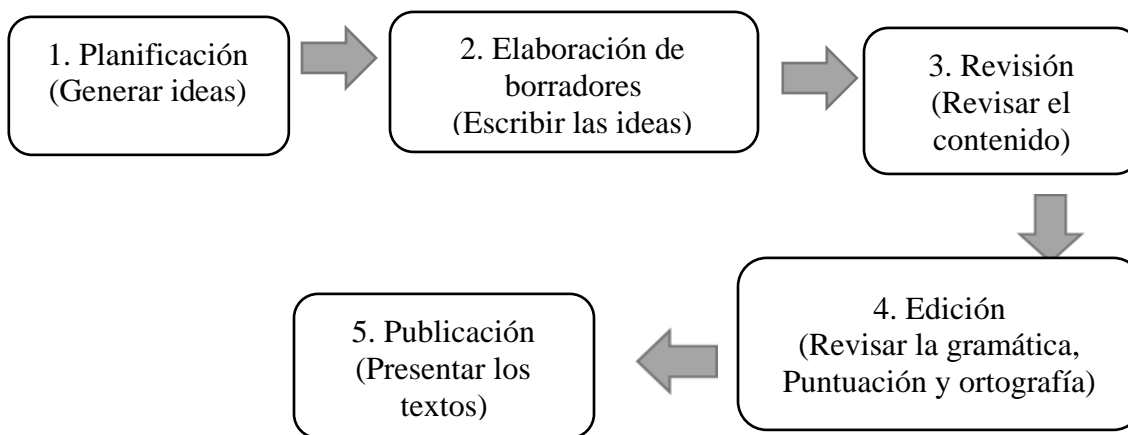 1. Planificación
(Generar ideas)
2. Elaboración de
borradores
(Escribir las ideas)
3. Revisión
(Revisar el
contenido)
4. Edición
(Revisar la gramática,
Puntuación y ortografía)
5. Publicación
(Presentar los
textos)